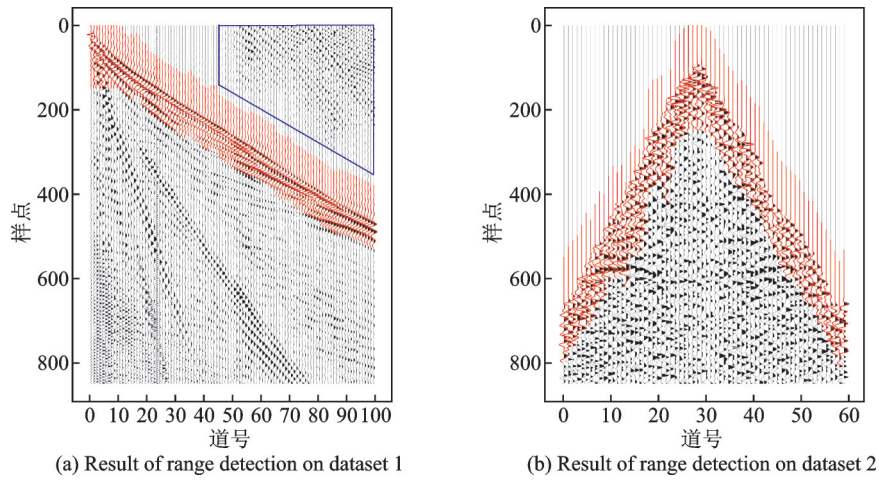 0
200
400
600
800
样点
0 10 20 30 40 50 60 70 80 90 100
道号
(a) Result of range detection on dataset 1
0
200
400
600
800
样点
0 10 20 30 40 50 60
道号
(b) Result of range detection on dataset 2